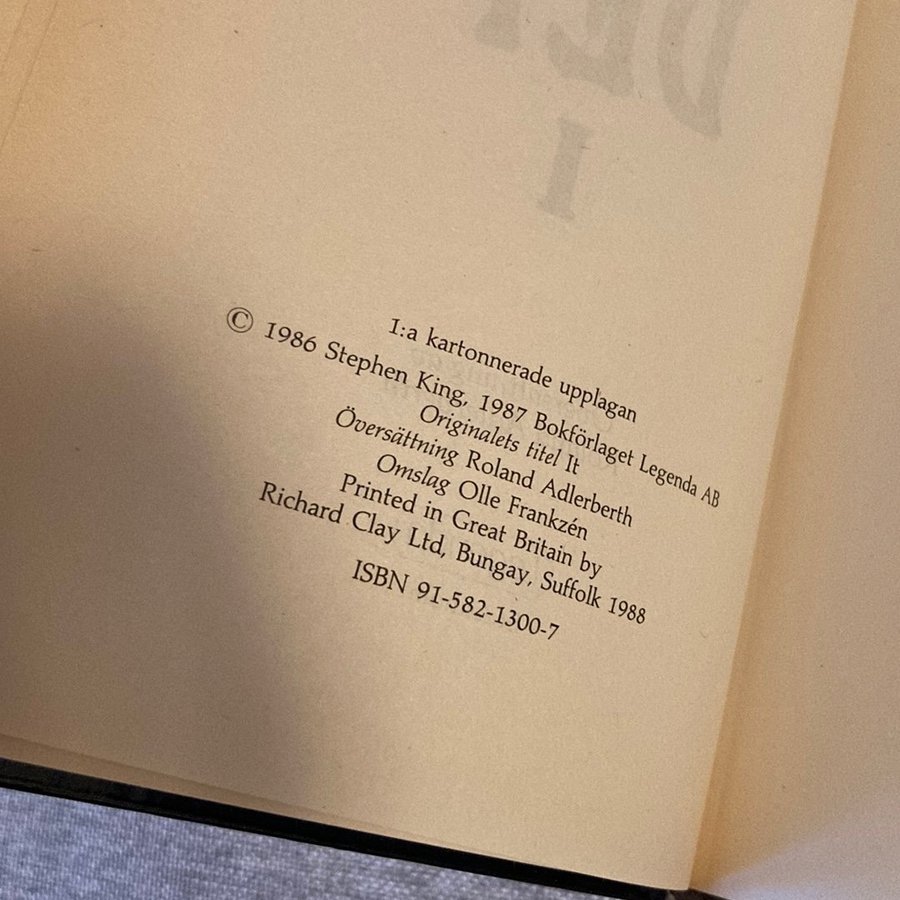 1:a kartonnerade upplagan
© 1986 Stephen King, 1987 Bokförlaget Legenda AB
Originalets titel It
Översättning Roland Adlerberth
Omslag Olle Frankzén
Printed in Great Britain by
Richard Clay Ltd, Bungay, Suffolk 1988
ISBN 91-582-1300-7